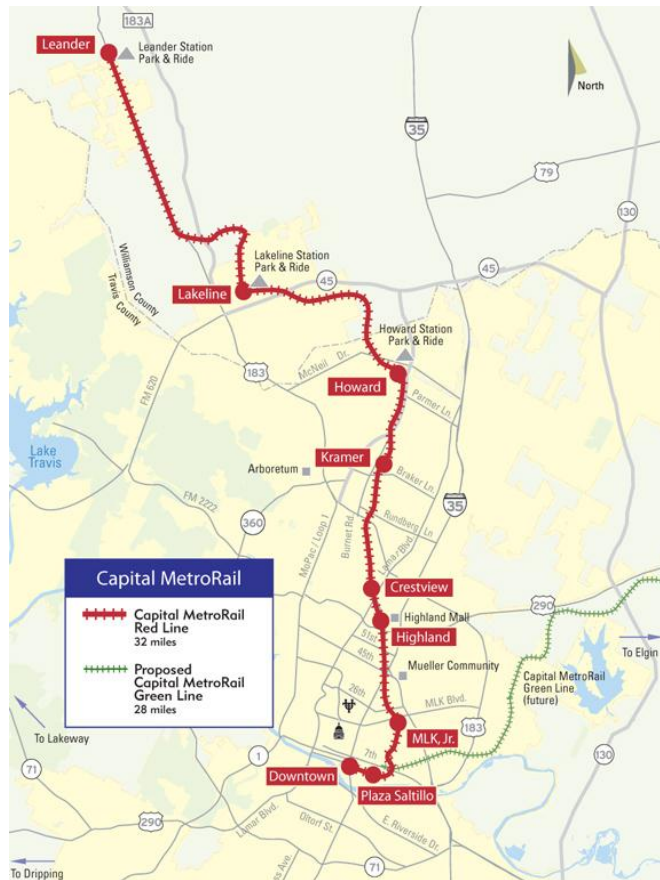 183A
Leander
Leander Station
Park & Ride
North
35
79
130
Williamson County
Travis County
Lakeline Station
Park & Ride
Lakeline
45
45
Howard Station
Park & Ride
183
McNeil Dr.
Howard
FM 620
Parmer Ln.
Lake
Travis
Kramer
Arboretum
Braker Ln.
FM 2222
360
MoPac / Loop 1
Burnet Rd.
Rundberg Ln
Lamar Blvd.
35
Capital MetroRail
Capital MetroRail
Red Line
32 miles
Proposed
Capital MetroRail
Green Line
28 miles
Crestview
Highland Mall
290
Highland
51st
45th
Mueller Community
To Elgin
Capital MetroRail
Green Line
(future)
26th
MLK Blvd.
183
MLK, Jr.
To Lakeway
1
7th
Downtown
Plaza Saltillo
130
71
290
Lamar Blvd.
Oltorf St.
E. Riverside Dr.
71
To Dripping
ss Ave.